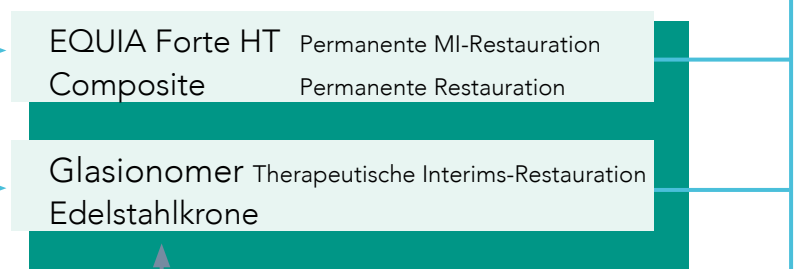 EQUIA Forte HT Permanente MI-Restauration
Composite Permanente Restauration
Glasionomer Therapeutische Interims-Restauration
Edelstahlkrone